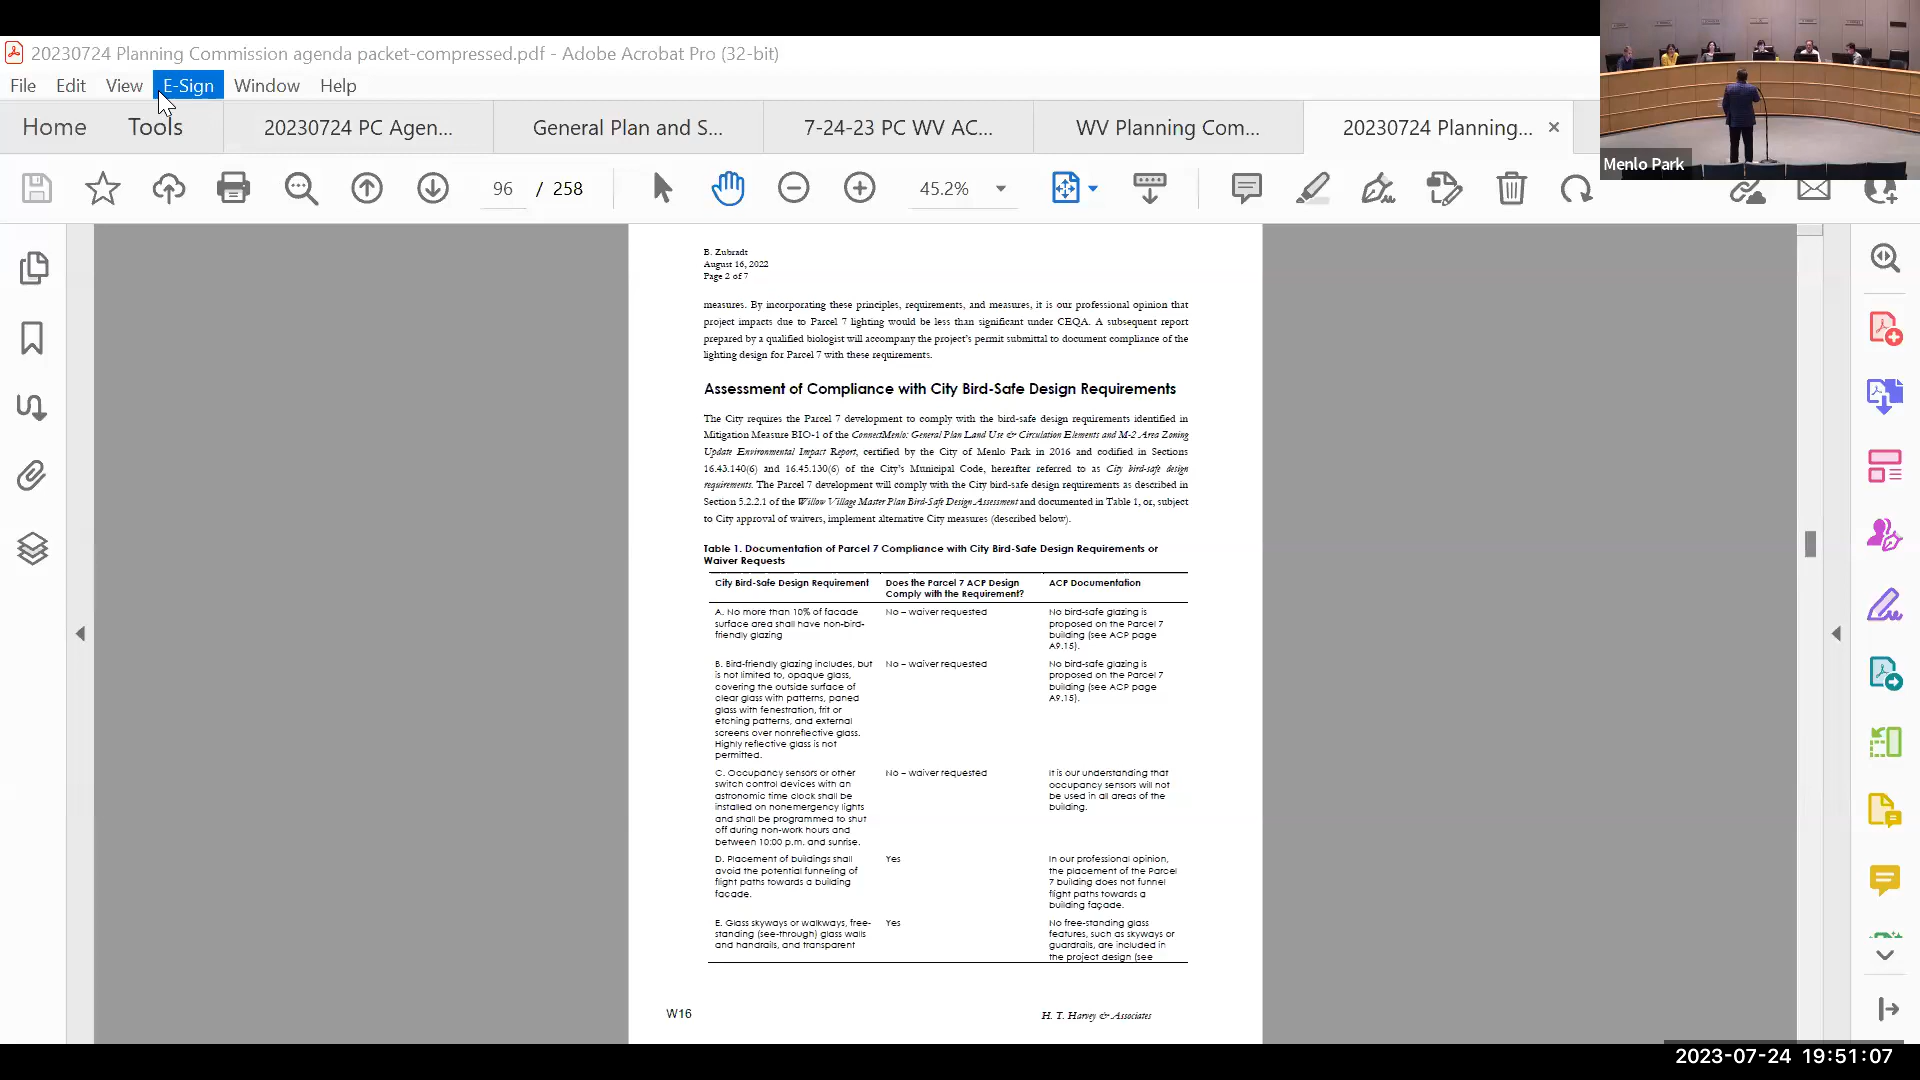 20230724 Planning Commission agenda packet-compressed.pdf - Adobe Acrobat Pro (32-bit)
File Edit View E-Sign Window Help
Home Tools 20230724 PC Agen... General Plan and S... 7-24-23 PC WV AC... WV Planning Com... 20230724 Planning...
Menlo Park
96 / 258 45.2%
B. Zubradt
August 16, 2022
Page 2 of 7
measures. By incorporating these principles, requirements, and measures, it is our professional opinion that
project impacts due to Parcel 7 lighting would be less than significant under CEQA. A subsequent report
prepared by a qualified biologist will accompany the project's permit submittal to document compliance of the
lighting design for Parcel 7 with these requirements.
Assessment of Compliance with City Bird-Safe Design Requirements
The City requires the Parcel 7 development to comply with the bird-safe design requirements identified in
Mitigation Measure BIO-1 of the ConnectMenlo: General Plan Land Use & Circulation Elements and M-2 Area Zoning
Update Environmental Impact Report, certified by the City of Menlo Park in 2016 and codified in Sections
16.43.140(6) and 16.45.130(6) of the City's Municipal Code, hereafter referred to as City bird-safe design
requirements. The Parcel 7 development will comply with the City bird-safe design requirements as described in
Section 5.2.2.1 of the Willow Village Master Plan Bird-Safe Design Assessment and documented in Table 1, or, subject
to City approval of waivers, implement alternative City measures (described below).
Table 1. Documentation of Parcel 7 Compliance with City Bird-Safe Design Requirements or
Waiver Requests
City Bird-Safe Design Requirement
Does the Parcel 7 ACP Design
Comply with the Requirement?
ACP Documentation
A. No more than 10% of facade
surface area shall have non-bird-
friendly glazing
No – waiver requested
No bird-safe glazing is
proposed on the Parcel 7
building (see ACP page
A9.15).
B. Bird-friendly glazing includes, but
is not limited to, opaque glass,
covering the outside surface of
clear glass with patterns, paned
glass with fenestration, frit or
etching patterns, and external
screens over nonreflective glass.
Highly reflective glass is not
permitted.
No – waiver requested
No bird-safe glazing is
proposed on the Parcel 7
building (see ACP page
A9.15).
C. Occupancy sensors or other
switch control devices with an
astronomic time clock shall be
installed on nonemergency lights
and shall be programmed to shut
off during non-work hours and
between 10:00 p.m. and sunrise.
No – waiver requested
It is our understanding that
occupancy sensors will not
be used in all areas of the
building.
D. Placement of buildings shall
avoid the potential funneling of
flight paths towards a building
facade.
Yes
In our professional opinion,
the placement of the Parcel
7 building does not funnel
flight paths towards a
building façade.
E. Glass skyways or walkways, free-
standing (see-through) glass walls
and handrails, and transparent
Yes
No free-standing glass
features, such as skyways or
guardrails, are included in
the project design (see
W16
H. T. Harvey & Associates
2023-07-24 19:51:07